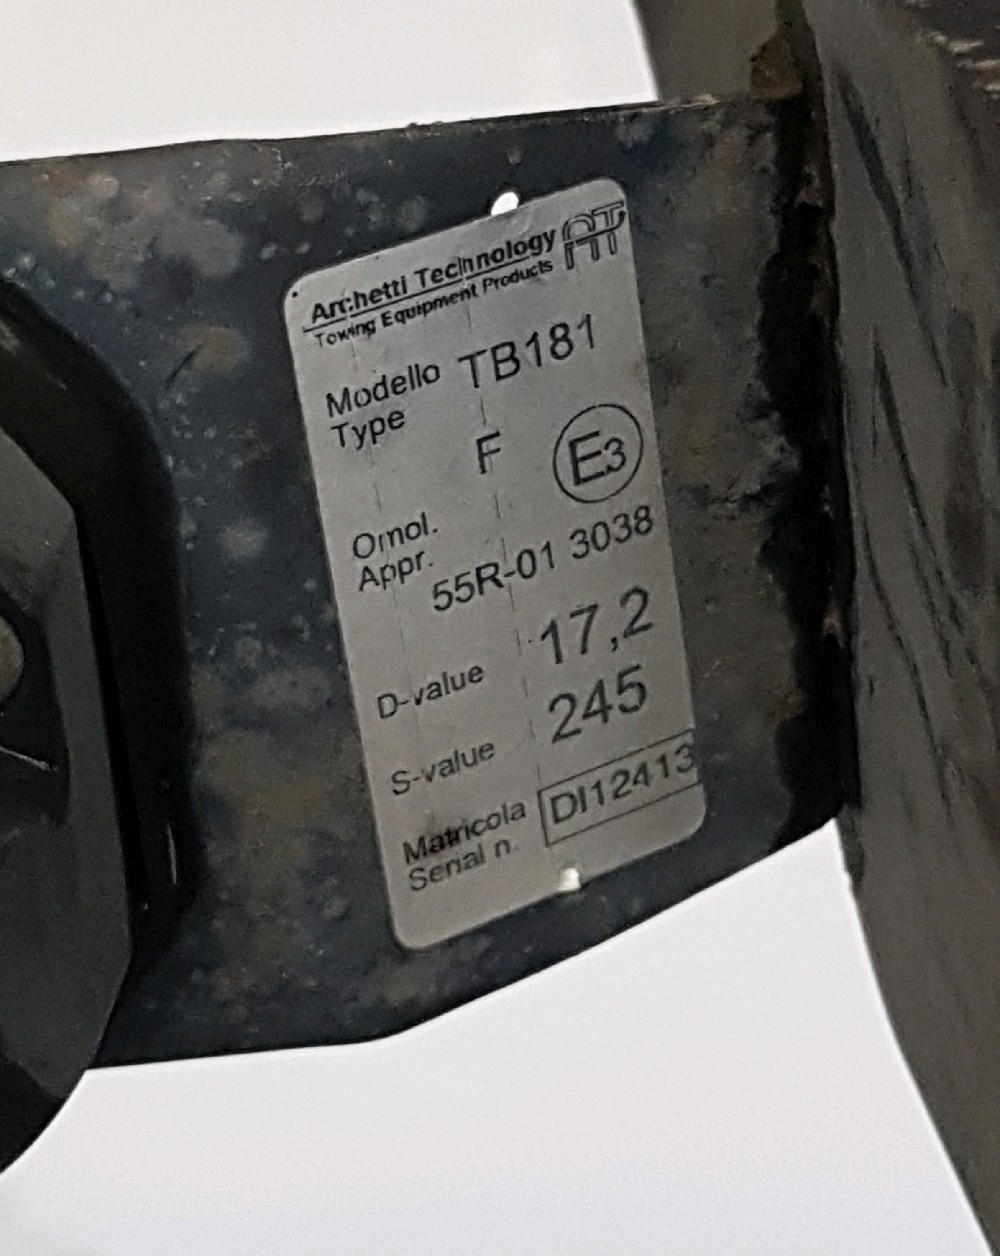 Archetti Technology AT
Towing Equipment Products
Modello TB181
Type
F E3
Omol.
Appr. 55R-01 3038
D-value 17,2
S-value 245
Matricola DI12413
Serial n.